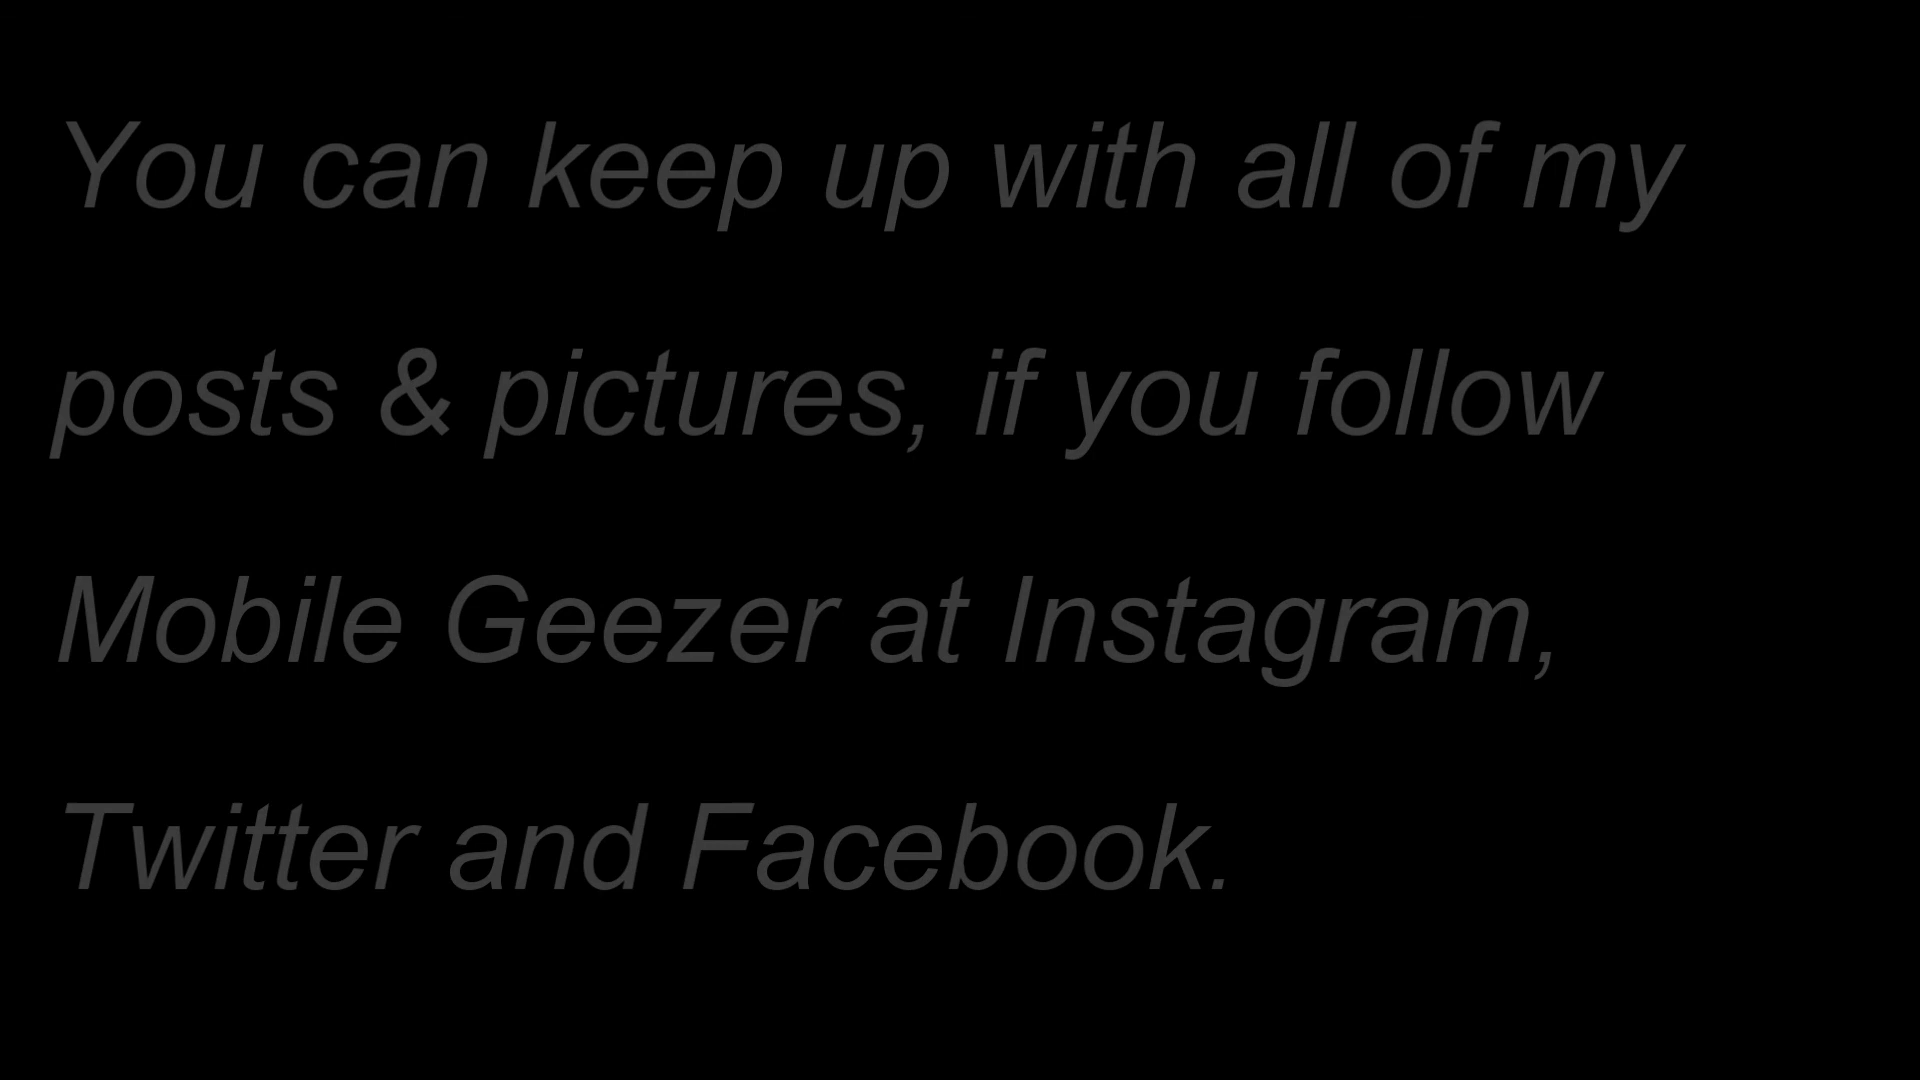 You can keep up with all of my
posts & pictures, if you follow
Mobile Geezer at Instagram,
Twitter and Facebook.